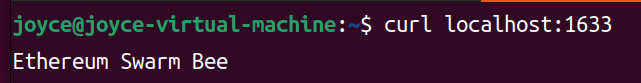 joyce@joyce-virtual-machine:~$ curl localhost:1633
Ethereum Swarm Bee